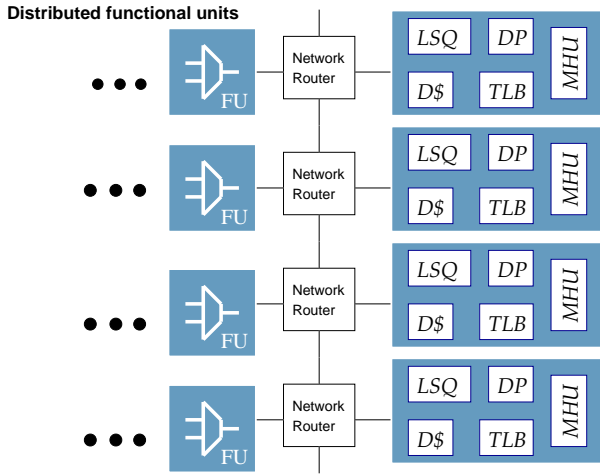 Distributed functional units
FU
Network
Router
LSQ DP
D$ TLB
MHU
FU
Network
Router
LSQ DP
D$ TLB
MHU
FU
Network
Router
LSQ DP
D$ TLB
MHU
FU
Network
Router
LSQ DP
D$ TLB
MHU